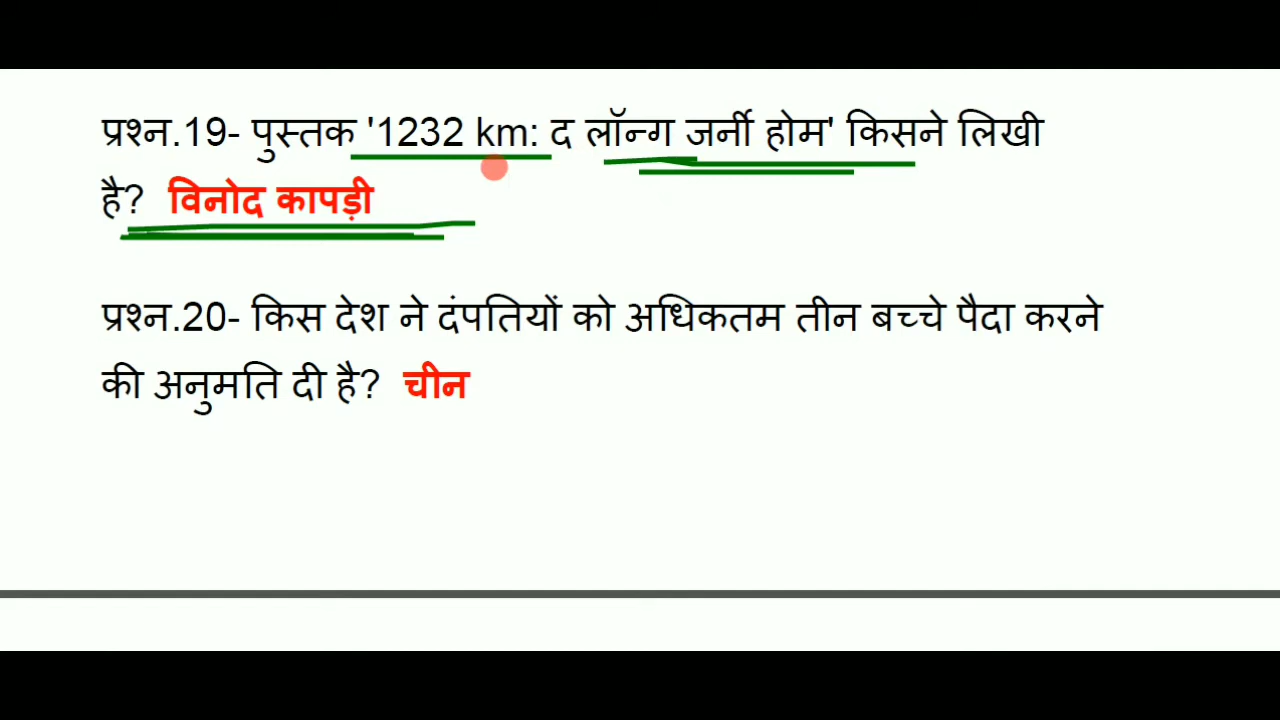 प्रश्न.19- पुस्तक '1232 km: द लॉन्ग जर्नी होम' किसने लिखी
है? विनोद कापड़ी
प्रश्न.20- किस देश ने दंपतियों को अधिकतम तीन बच्चे पैदा करने
की अनुमति दी है? चीन